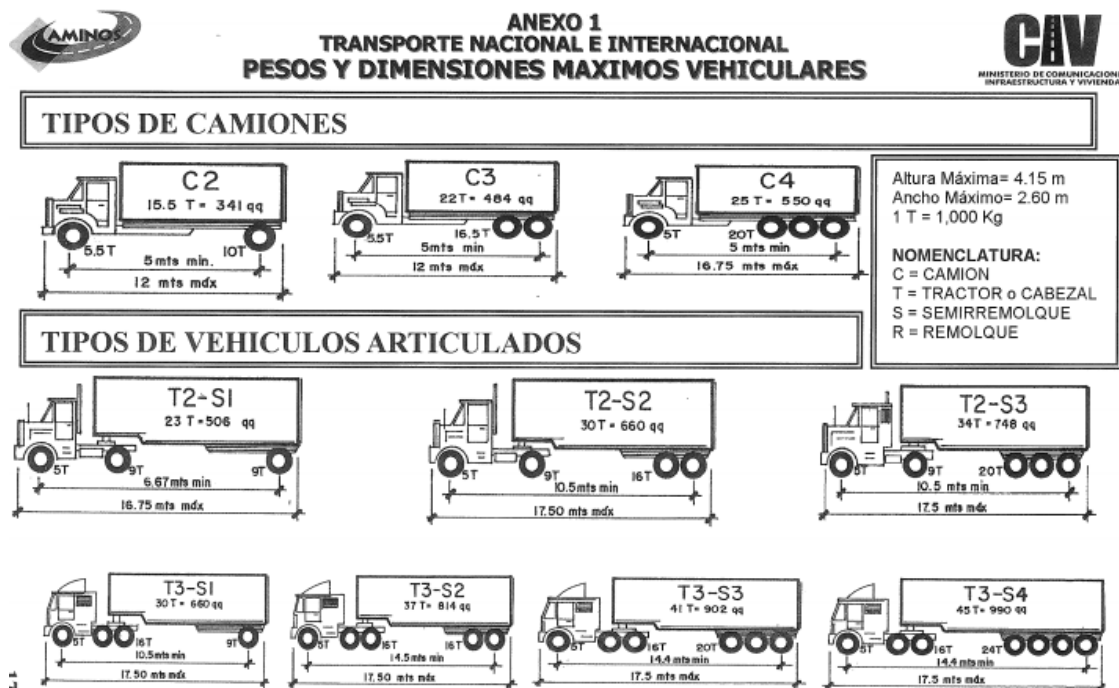 CAMINOS
ANEXO 1
TRANSPORTE NACIONAL E INTERNACIONAL
PESOS Y DIMENSIONES MAXIMOS VEHICULARES
CIV
MINISTERIO DE COMUNICACION
INFRAESTRUCTURA Y VIVIENDA
TIPOS DE CAMIONES
C2
15.5 T = 341 qq
5.5T 10T
5mts min.
12 mts máx
C3
22T = 484 qq
5.5T 16.5T
5mts min
12 mts máx
C4
25 T = 550 qq
5T 20T
5 mts min
16.75 mts máx
Altura Máxima= 4.15 m
Ancho Máximo= 2.60 m
1 T = 1,000 Kg
NOMENCLATURA:
C = CAMION
T = TRACTOR o CABEZAL
S = SEMIRREMOLQUE
R = REMOLQUE
TIPOS DE VEHICULOS ARTICULADOS
T2-S1
23 T=506 qq
5T 9T 9T
6.67mts min
16.75 mts máx
T2-S2
30T = 660 qq
5T 9T 16T
10.5mts min
17.50 mts máx
T2-S3
34T=748 qq
5T 9T 20T
10.5 mts min
17.5 mts máx
T3-S1
30T = 660 qq
5T 16T 9T
10.5mts min
17.50 mts máx
T3-S2
37T = 814 qq
5T 16T 16T
14.5mts min
17.50 mts máx
T3-S3
41 T= 902 qq
5T 16T 20T
14.4 mts min
17.5 mts máx
T3-S4
45T= 990 qq
5T 16T 24T
14.4 mts min
17.5 mts máx